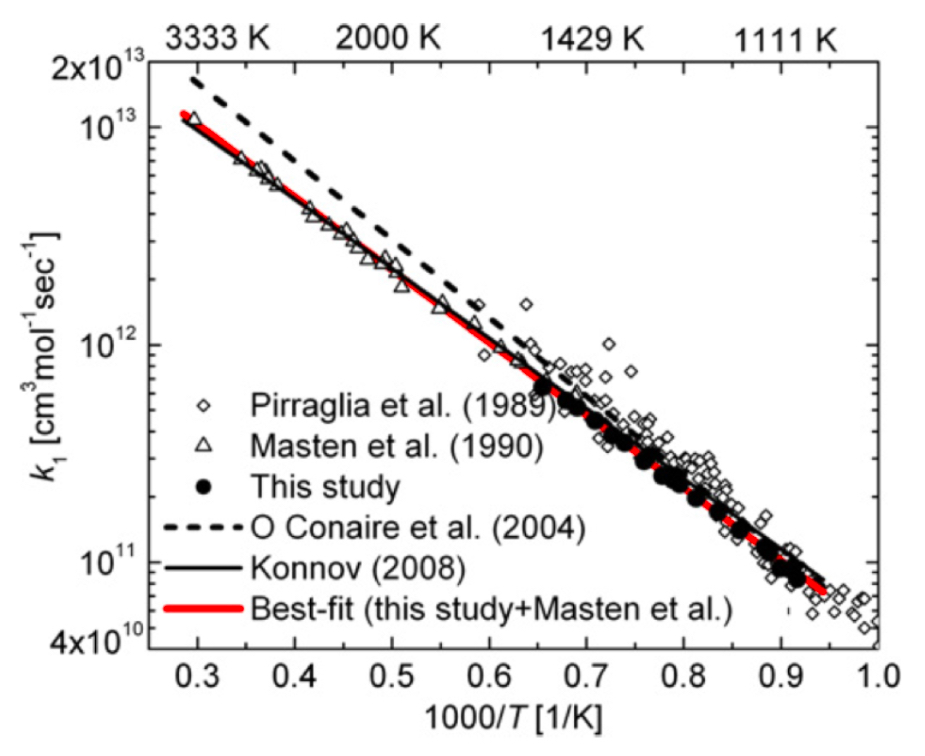 3333 K 2000 K 1429 K 1111 K
2x10¹³
10¹³
10¹²
10¹¹
4x10¹⁰
k₁ [cm³mol⁻¹sec⁻¹]
Pirraglia et al. (1989)
Masten et al. (1990)
This study
O Conaire et al. (2004)
Konnov (2008)
Best-fit (this study+Masten et al.)
0.3 0.4 0.5 0.6 0.7 0.8 0.9 1.0
1000/T [1/K]